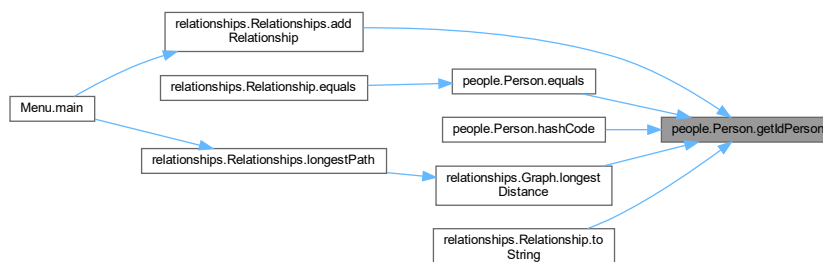 relationships.Relationships.add
Relationship
relationships.Relationship.equals
people.Person.equals
Menu.main
people.Person.hashCode
people.Person.getIdPerson
relationships.Relationships.longestPath
relationships.Graph.longest
Distance
relationships.Relationship.to
String